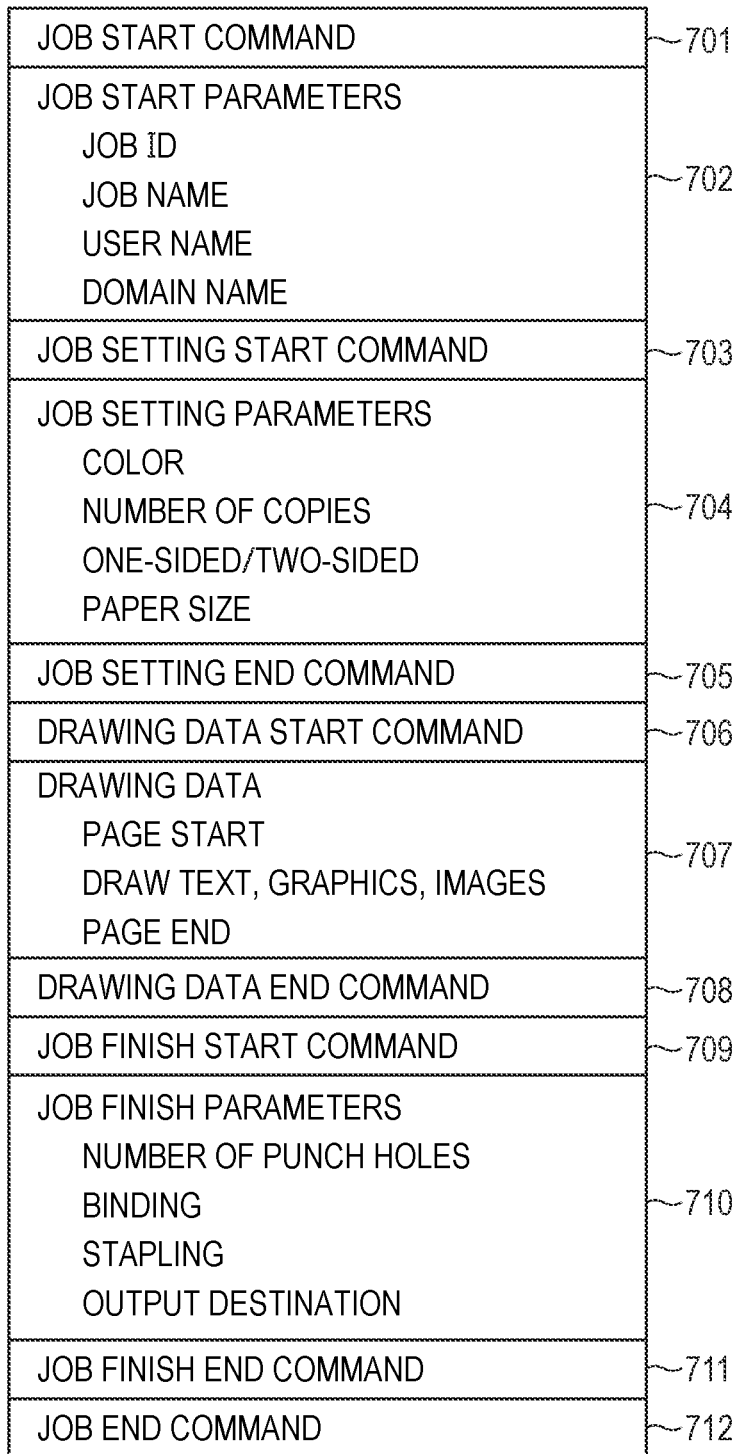 JOB START COMMAND 701
JOB START PARAMETERS
JOB ID
702
JOB NAME
USER NAME
DOMAIN NAME
JOB SETTING START COMMAND 703
JOB SETTING PARAMETERS
COLOR
NUMBER OF COPIES 704
ONE-SIDED/TWO-SIDED
PAPER SIZE
JOB SETTING END COMMAND 705
DRAWING DATA START COMMAND 706
DRAWING DATA
PAGE START
707
DRAW TEXT, GRAPHICS, IMAGES
PAGE END
DRAWING DATA END COMMAND 708
JOB FINISH START COMMAND 709
JOB FINISH PARAMETERS
NUMBER OF PUNCH HOLES
BINDING 710
STAPLING
OUTPUT DESTINATION
JOB FINISH END COMMAND 711
JOB END COMMAND 712